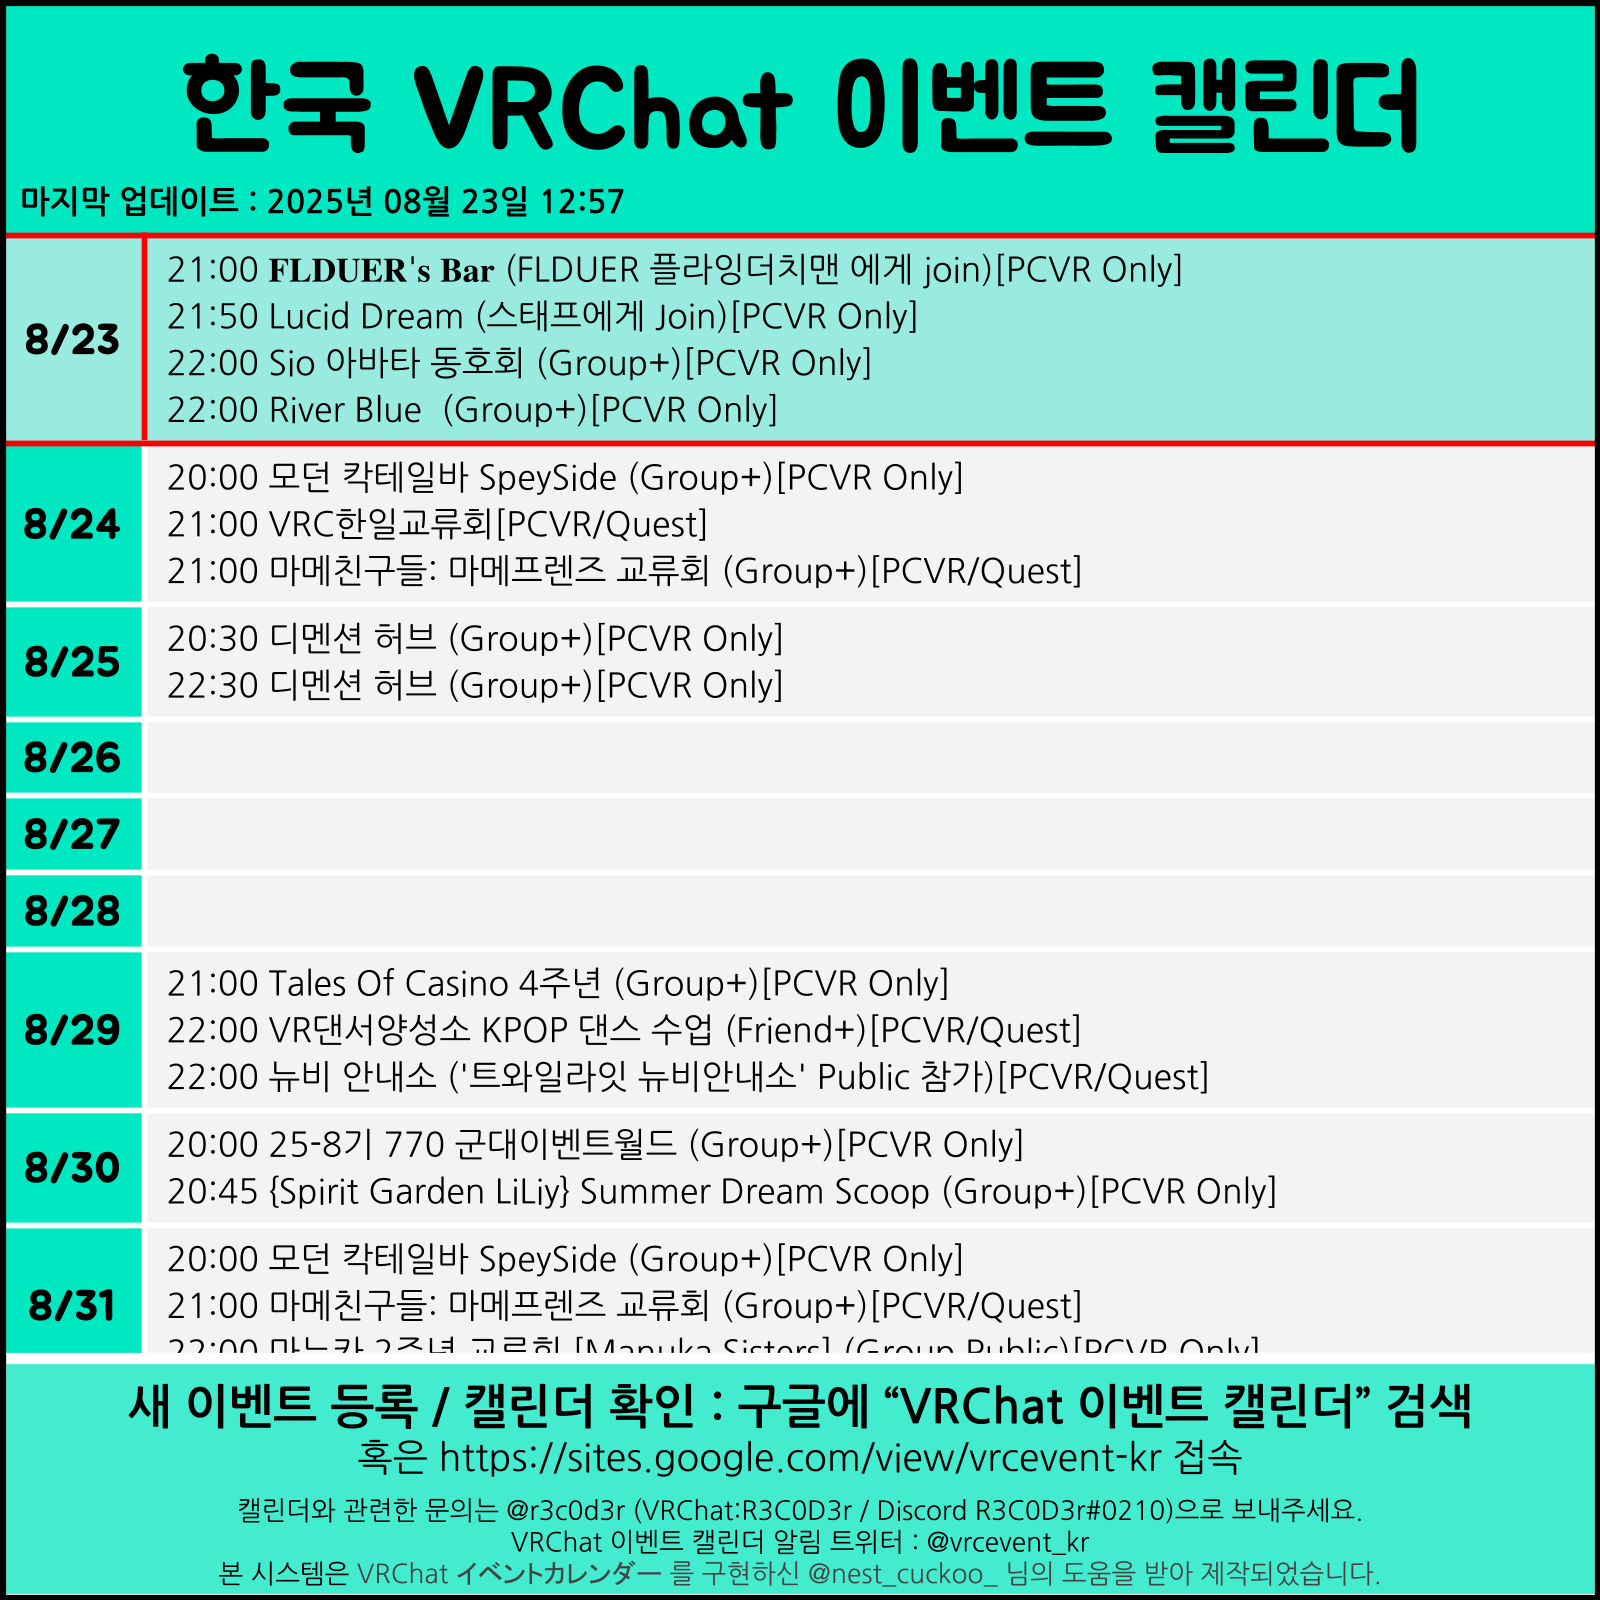 한국 VRChat 이벤트 캘린더
마지막 업데이트 : 2025년 08월 23일 12:57
8/23
21:00 FLDUER's Bar (FLDUER 플라잉더치맨 에게 join)[PCVR Only]
21:50 Lucid Dream (스태프에게 Join)[PCVR Only]
22:00 Sio 아바타 동호회 (Group+)[PCVR Only]
22:00 River Blue  (Group+)[PCVR Only]
8/24
20:00 모던 칵테일바 SpeySide (Group+)[PCVR Only]
21:00 VRC한일교류회[PCVR/Quest]
21:00 마메친구들: 마메프렌즈 교류회 (Group+)[PCVR/Quest]
8/25
20:30 디멘션 허브 (Group+)[PCVR Only]
22:30 디멘션 허브 (Group+)[PCVR Only]
8/26
8/27
8/28
8/29
21:00 Tales Of Casino 4주년 (Group+)[PCVR Only]
22:00 VR댄서양성소 KPOP 댄스 수업 (Friend+)[PCVR/Quest]
22:00 뉴비 안내소 ('트와일라잇 뉴비안내소' Public 참가)[PCVR/Quest]
8/30
20:00 25-8기 770 군대이벤트월드 (Group+)[PCVR Only]
20:45 {Spirit Garden LiLiy} Summer Dream Scoop (Group+)[PCVR Only]
8/31
20:00 모던 칵테일바 SpeySide (Group+)[PCVR Only]
21:00 마메친구들: 마메프렌즈 교류회 (Group+)[PCVR/Quest]
22:00 마누카 2주년 교류회 [Manuka Sisters] (Group Public)[PCVR Only]
새 이벤트 등록 / 캘린더 확인 : 구글에 “VRChat 이벤트 캘린더” 검색
혹은 https://sites.google.com/view/vrcevent-kr 접속
캘린더와 관련한 문의는 @r3c0d3r (VRChat:R3C0D3r / Discord R3C0D3r#0210)으로 보내주세요.
VRChat 이벤트 캘린더 알림 트위터 : @vrcevent_kr
본 시스템은 VRChat イベントカレンダー 를 구현하신 @nest_cuckoo_ 님의 도움을 받아 제작되었습니다.